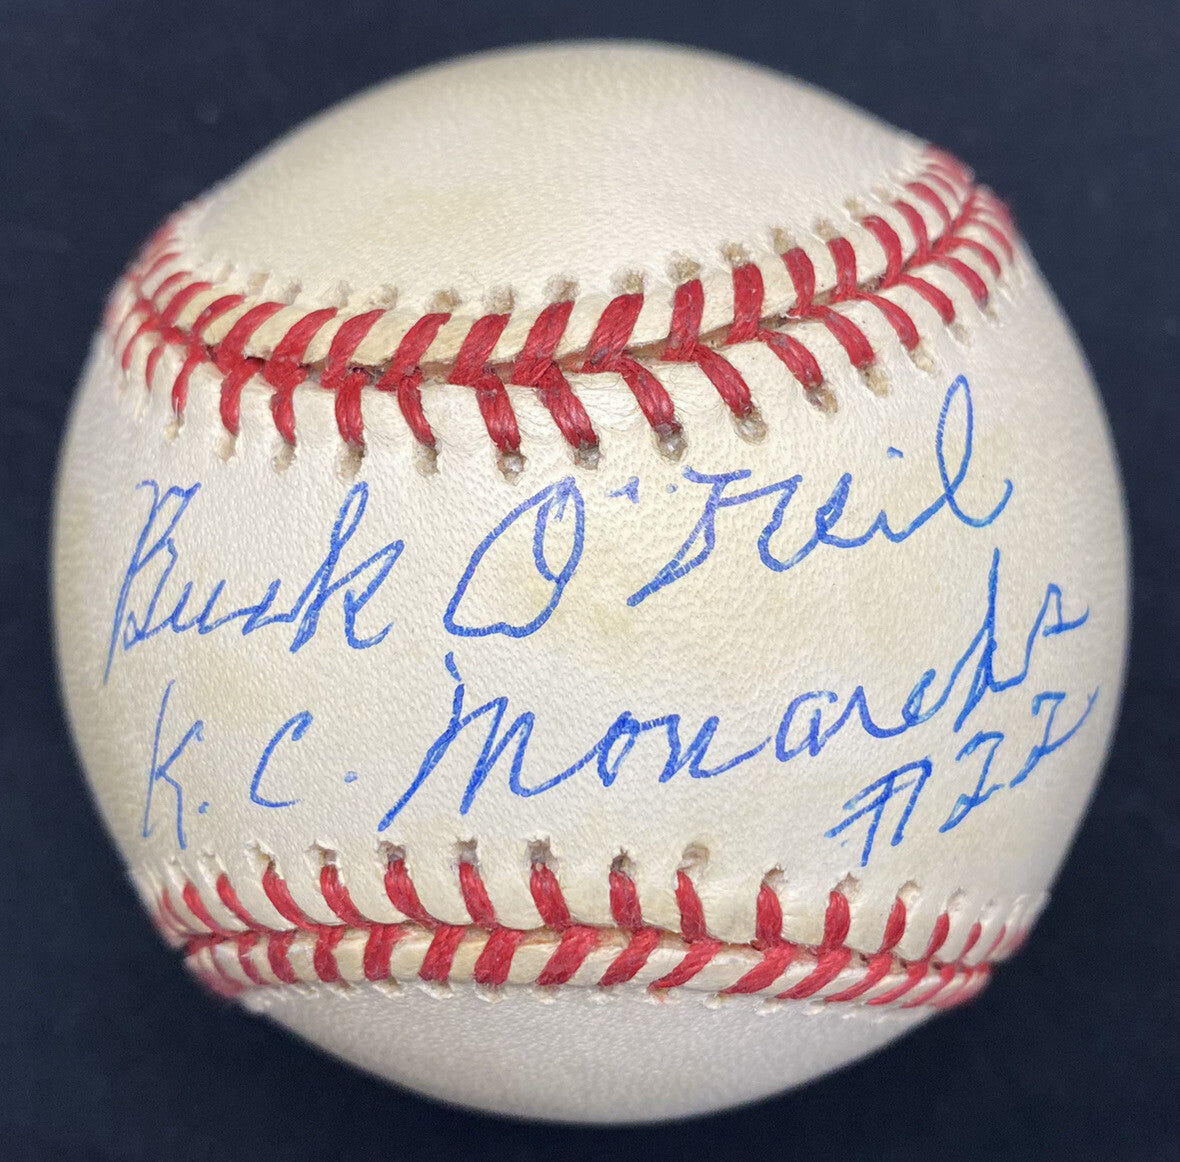 Buck O'Neil
K.C. Monarchs
#22